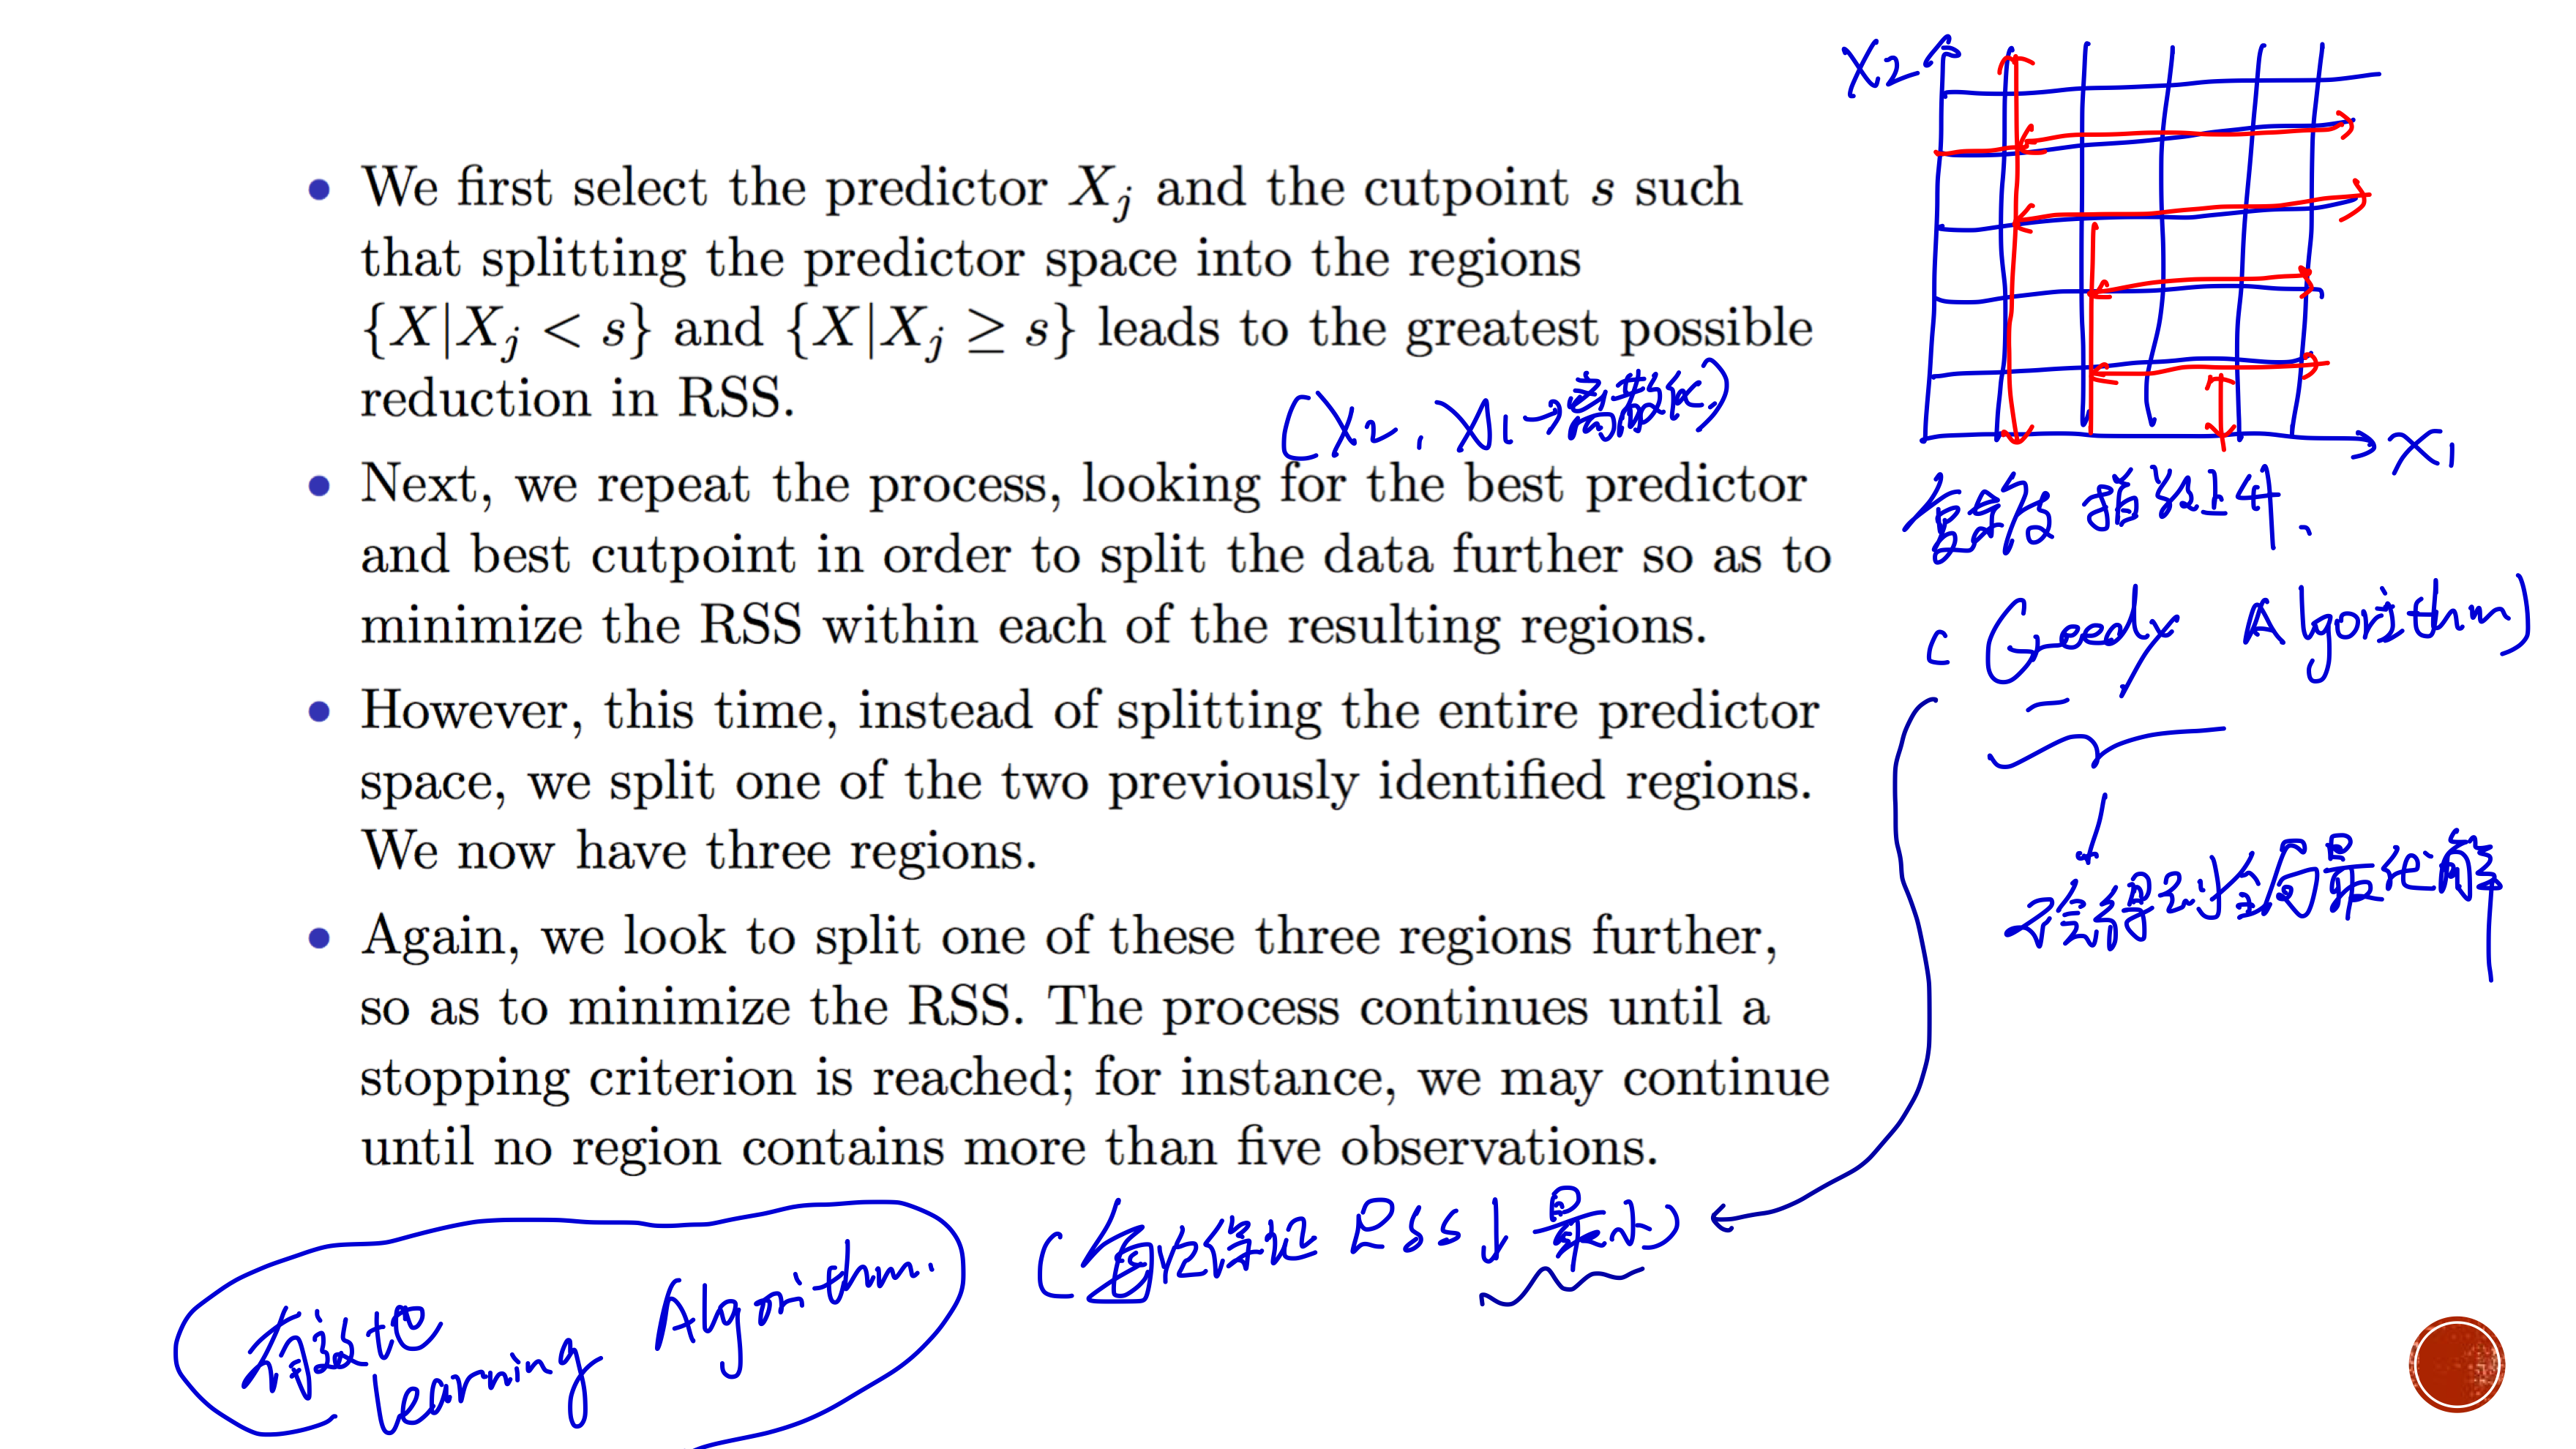 • We first select the predictor Xj and the cutpoint s such
that splitting the predictor space into the regions
{X|Xj < s} and {X|Xj ≥ s} leads to the greatest possible
reduction in RSS.
(X2, X1→离散化)
• Next, we repeat the process, looking for the best predictor
and best cutpoint in order to split the data further so as to
minimize the RSS within each of the resulting regions.
• However, this time, instead of splitting the entire predictor
space, we split one of the two previously identified regions.
We now have three regions.
• Again, we look to split one of these three regions further,
so as to minimize the RSS. The process continues until a
stopping criterion is reached; for instance, we may continue
until no region contains more than five observations.
(每次保证 RSS↓最小)
有效地
Learning Algorithm.
X2
X1
复杂度 指数上升.
(Greedy Algorithm)
不会得到全局最优解